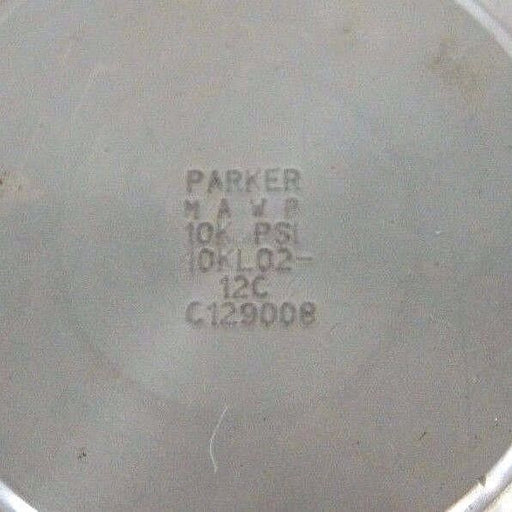 PARKER
M A W P
10K PSI
10KL02-
12C
C129008